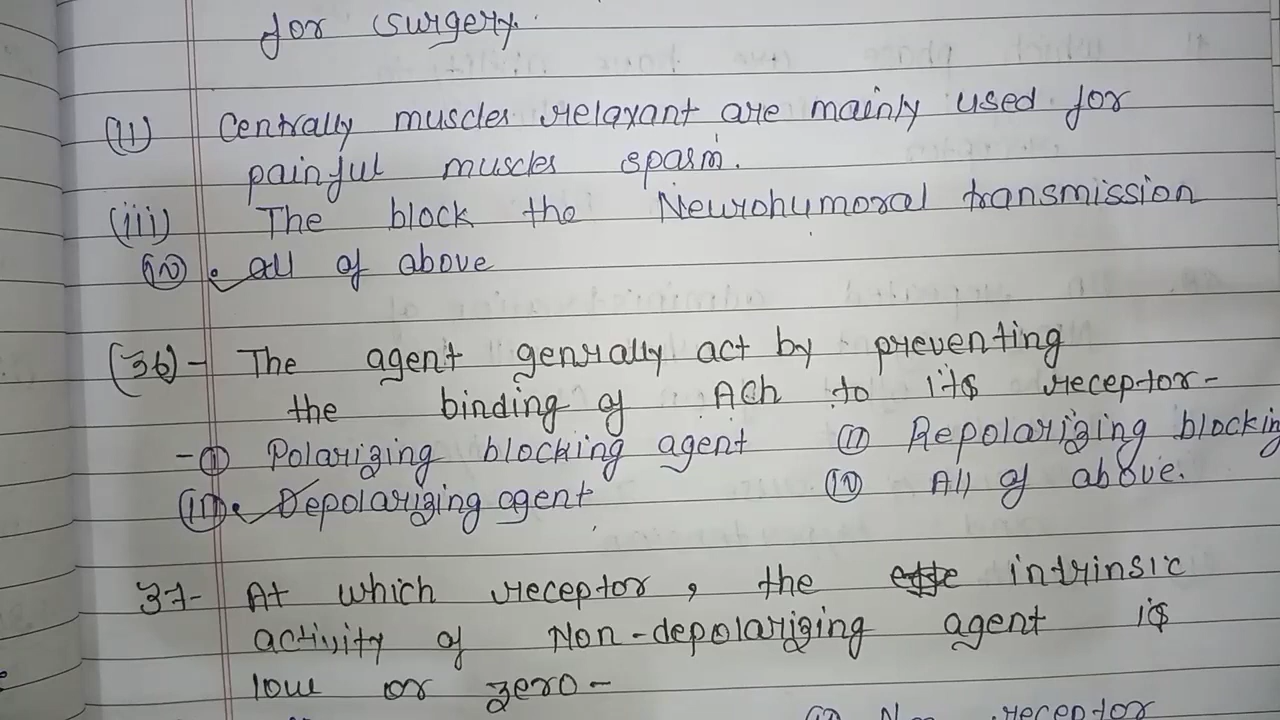 for surgery.
(ii) Centrally muscles relaxant are mainly used for
painful muscles spasm.
(iii) The block the Neurohumoral transmission
(iv) all of above
(36)- The agent genrally act by preventing
the binding of ACh to its receptor-
-(i) Polarizing blocking agent (ii) Repolarizing blocking
(iii) Depolarizing agent (iv) All of above.
37- At which receptor, the intrinsic
activity of Non-depolarizing agent is
low or zero-
receptor